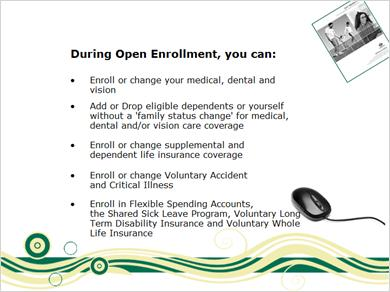 During Open Enrollment, you can:
• Enroll or change your medical, dental and
vision
• Add or Drop eligible dependents or yourself
without a 'family status change' for medical,
dental and/or vision care coverage
• Enroll or change supplemental and
dependent life insurance coverage
• Enroll or change Voluntary Accident
and Critical Illness
• Enroll in Flexible Spending Accounts,
the Shared Sick Leave Program, Voluntary Long
Term Disability Insurance and Voluntary Whole
Life Insurance